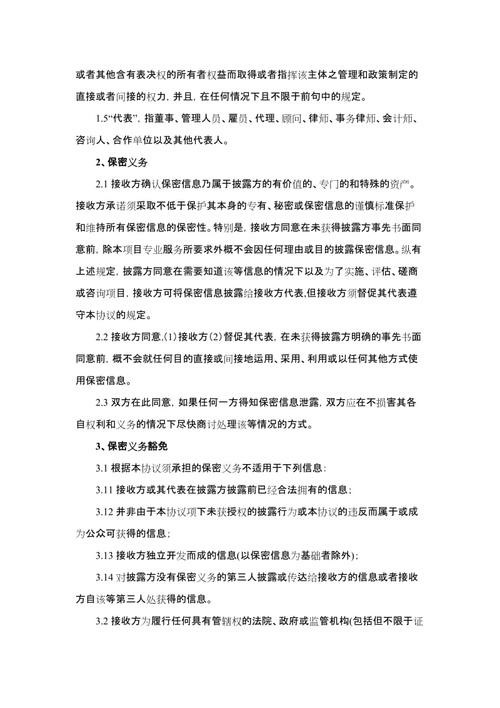 或者其他含有表决权的所有者权益而取得或者指挥该主体之管理和政策制定的
直接或者间接的权力，并且，在任何情况下且不限于前句中的规定。
1.5“代表”，指董事、管理人员、雇员、代理、顾问、律师、事务律师、会计师、
咨询人、合作单位以及其他代表人。
2、保密义务
2.1 接收方确认保密信息乃属于披露方的有价值的、专门的和特殊的资产。
接收方承诺须采取不低于保护其本身的专有、秘密或保密信息的谨慎标准保护
和维持所有保密信息的保密性。特别是，接收方同意在未获得披露方事先书面同
意前，除本项目专业服务所要求外概不会因任何理由或目的披露保密信息。纵有
上述规定，披露方同意在需要知道该等信息的情况下以及为了实施、评估、磋商
或咨询项目，接收方可将保密信息披露给接收方代表,但接收方须督促其代表遵
守本协议的规定。
2.2 接收方同意,（1）接收方（2）督促其代表，在未获得披露方明确的事先书面
同意前，概不会就任何目的直接或间接地运用、采用、利用或以任何其他方式使
用保密信息。
2.3 双方在此同意，如果任何一方得知保密信息泄露，双方应在不损害其各
自权利和义务的情况下尽快商讨处理该等情况的方式。
3、保密义务豁免
3.1 根据本协议须承担的保密义务不适用于下列信息：
3.11 接收方或其代表在披露方披露前已经合法拥有的信息；
3.12 并非由于本协议项下未获授权的披露行为或本协议的违反而属于或成
为公众可获得的信息；
3.13 接收方独立开发而成的信息(以保密信息为基础者除外)；
3.14 对披露方没有保密义务的第三人披露或传达给接收方的信息或者接收
方自该等第三人处获得的信息。
3.2 接收方为履行任何具有管辖权的法院、政府或监管机构(包括但不限于证